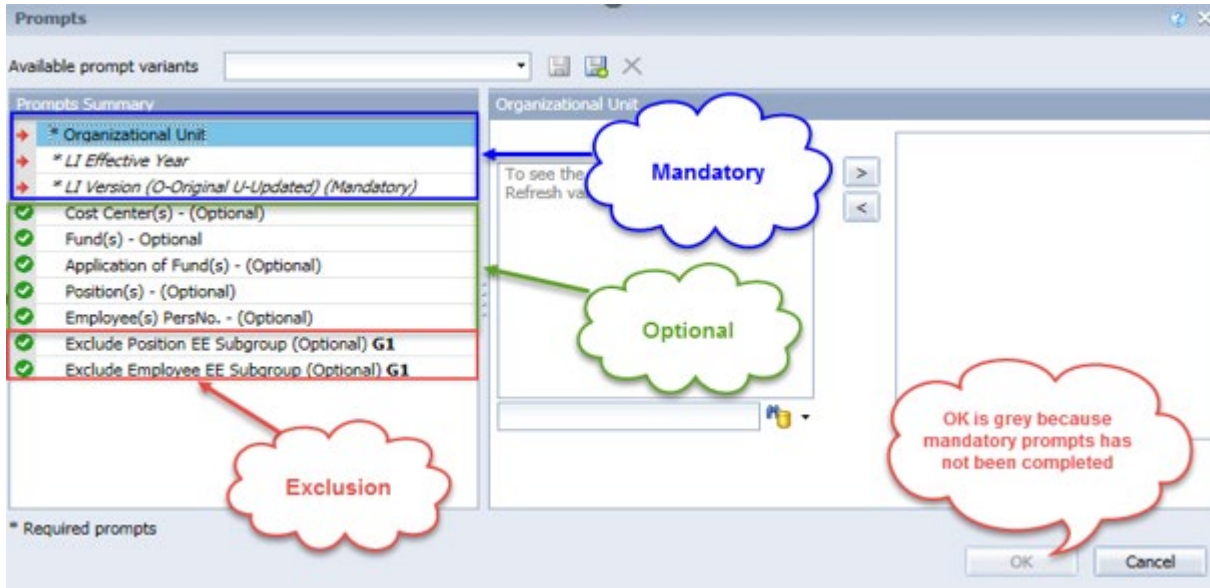 Prompts
Available prompt variants
Prompts Summary
Organizational Unit
* Organizational Unit
* LI Effective Year
* LI Version (O-Original U-Updated) (Mandatory)
Cost Center(s) - (Optional)
Fund(s) - Optional
Application of Fund(s) - (Optional)
Position(s) - (Optional)
Employee(s) PersNo. - (Optional)
Exclude Position EE Subgroup (Optional) G1
Exclude Employee EE Subgroup (Optional) G1
To see the
Refresh
Mandatory
>
<
Optional
Exclusion
OK is grey because
mandatory prompts has
not been completed
* Required prompts
OK
Cancel